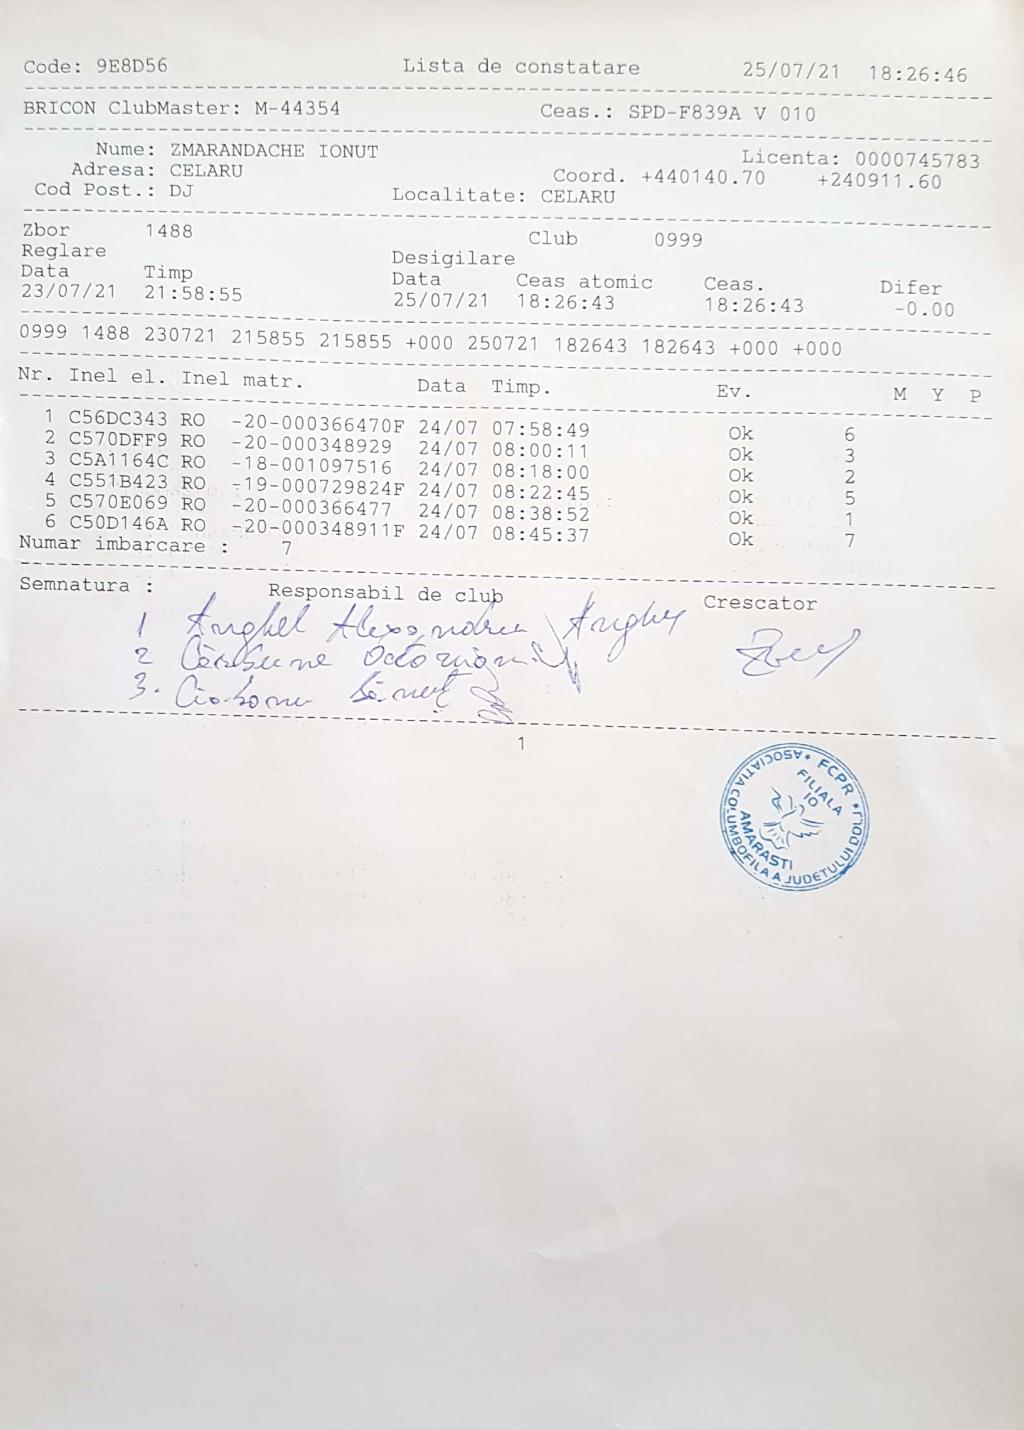 Code: 9E8D56 Lista de constatare 25/07/21 18:26:46
BRICON ClubMaster: M-44354 Ceas.: SPD-F839A V 010
Nume: ZMARANDACHE IONUT Licenta: 0000745783
Adresa: CELARU Coord. +440140.70 +240911.60
Cod Post.: DJ Localitate: CELARU
Zbor 1488 Club 0999
Reglare Desigilare
Data Timp Data Ceas atomic Ceas. Difer
23/07/21 21:58:55 25/07/21 18:26:43 18:26:43 -0.00
0999 1488 230721 215855 215855 +000 250721 182643 182643 +000 +000
Nr. Inel el. Inel matr. Data Timp. Ev. M Y P
1 C56DC343 RO -20-000366470F 24/07 07:58:49 Ok 6
2 C570DFF9 RO -20-000348929 24/07 08:00:11 Ok 3
3 C5A1164C RO -18-001097516 24/07 08:18:00 Ok 2
4 C551B423 RO -19-000729824F 24/07 08:22:45 Ok 5
5 C570E069 RO -20-000366477 24/07 08:38:52 Ok 1
6 C50D146A RO -20-000348911F 24/07 08:45:37 Ok 7
Numar imbarcare : 7
Semnatura : Responsabil de club Crescator
1 Anghel Alexandru
2
3. Ionuț
1
FCPR * ASOCIATIA COLUMBOFILA A JUDETULUI DOLJ *
FILIALA
10
AMARASTI